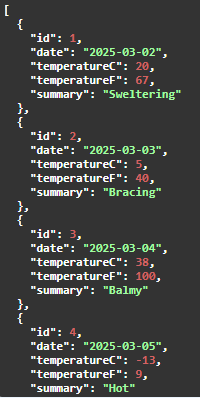 [
  {
    "id": 1,
    "date": "2025-03-02",
    "temperatureC": 20,
    "temperatureF": 67,
    "summary": "Sweltering"
  },
  {
    "id": 2,
    "date": "2025-03-03",
    "temperatureC": 5,
    "temperatureF": 40,
    "summary": "Bracing"
  },
  {
    "id": 3,
    "date": "2025-03-04",
    "temperatureC": 38,
    "temperatureF": 100,
    "summary": "Balmy"
  },
  {
    "id": 4,
    "date": "2025-03-05",
    "temperatureC": -13,
    "temperatureF": 9,
    "summary": "Hot"